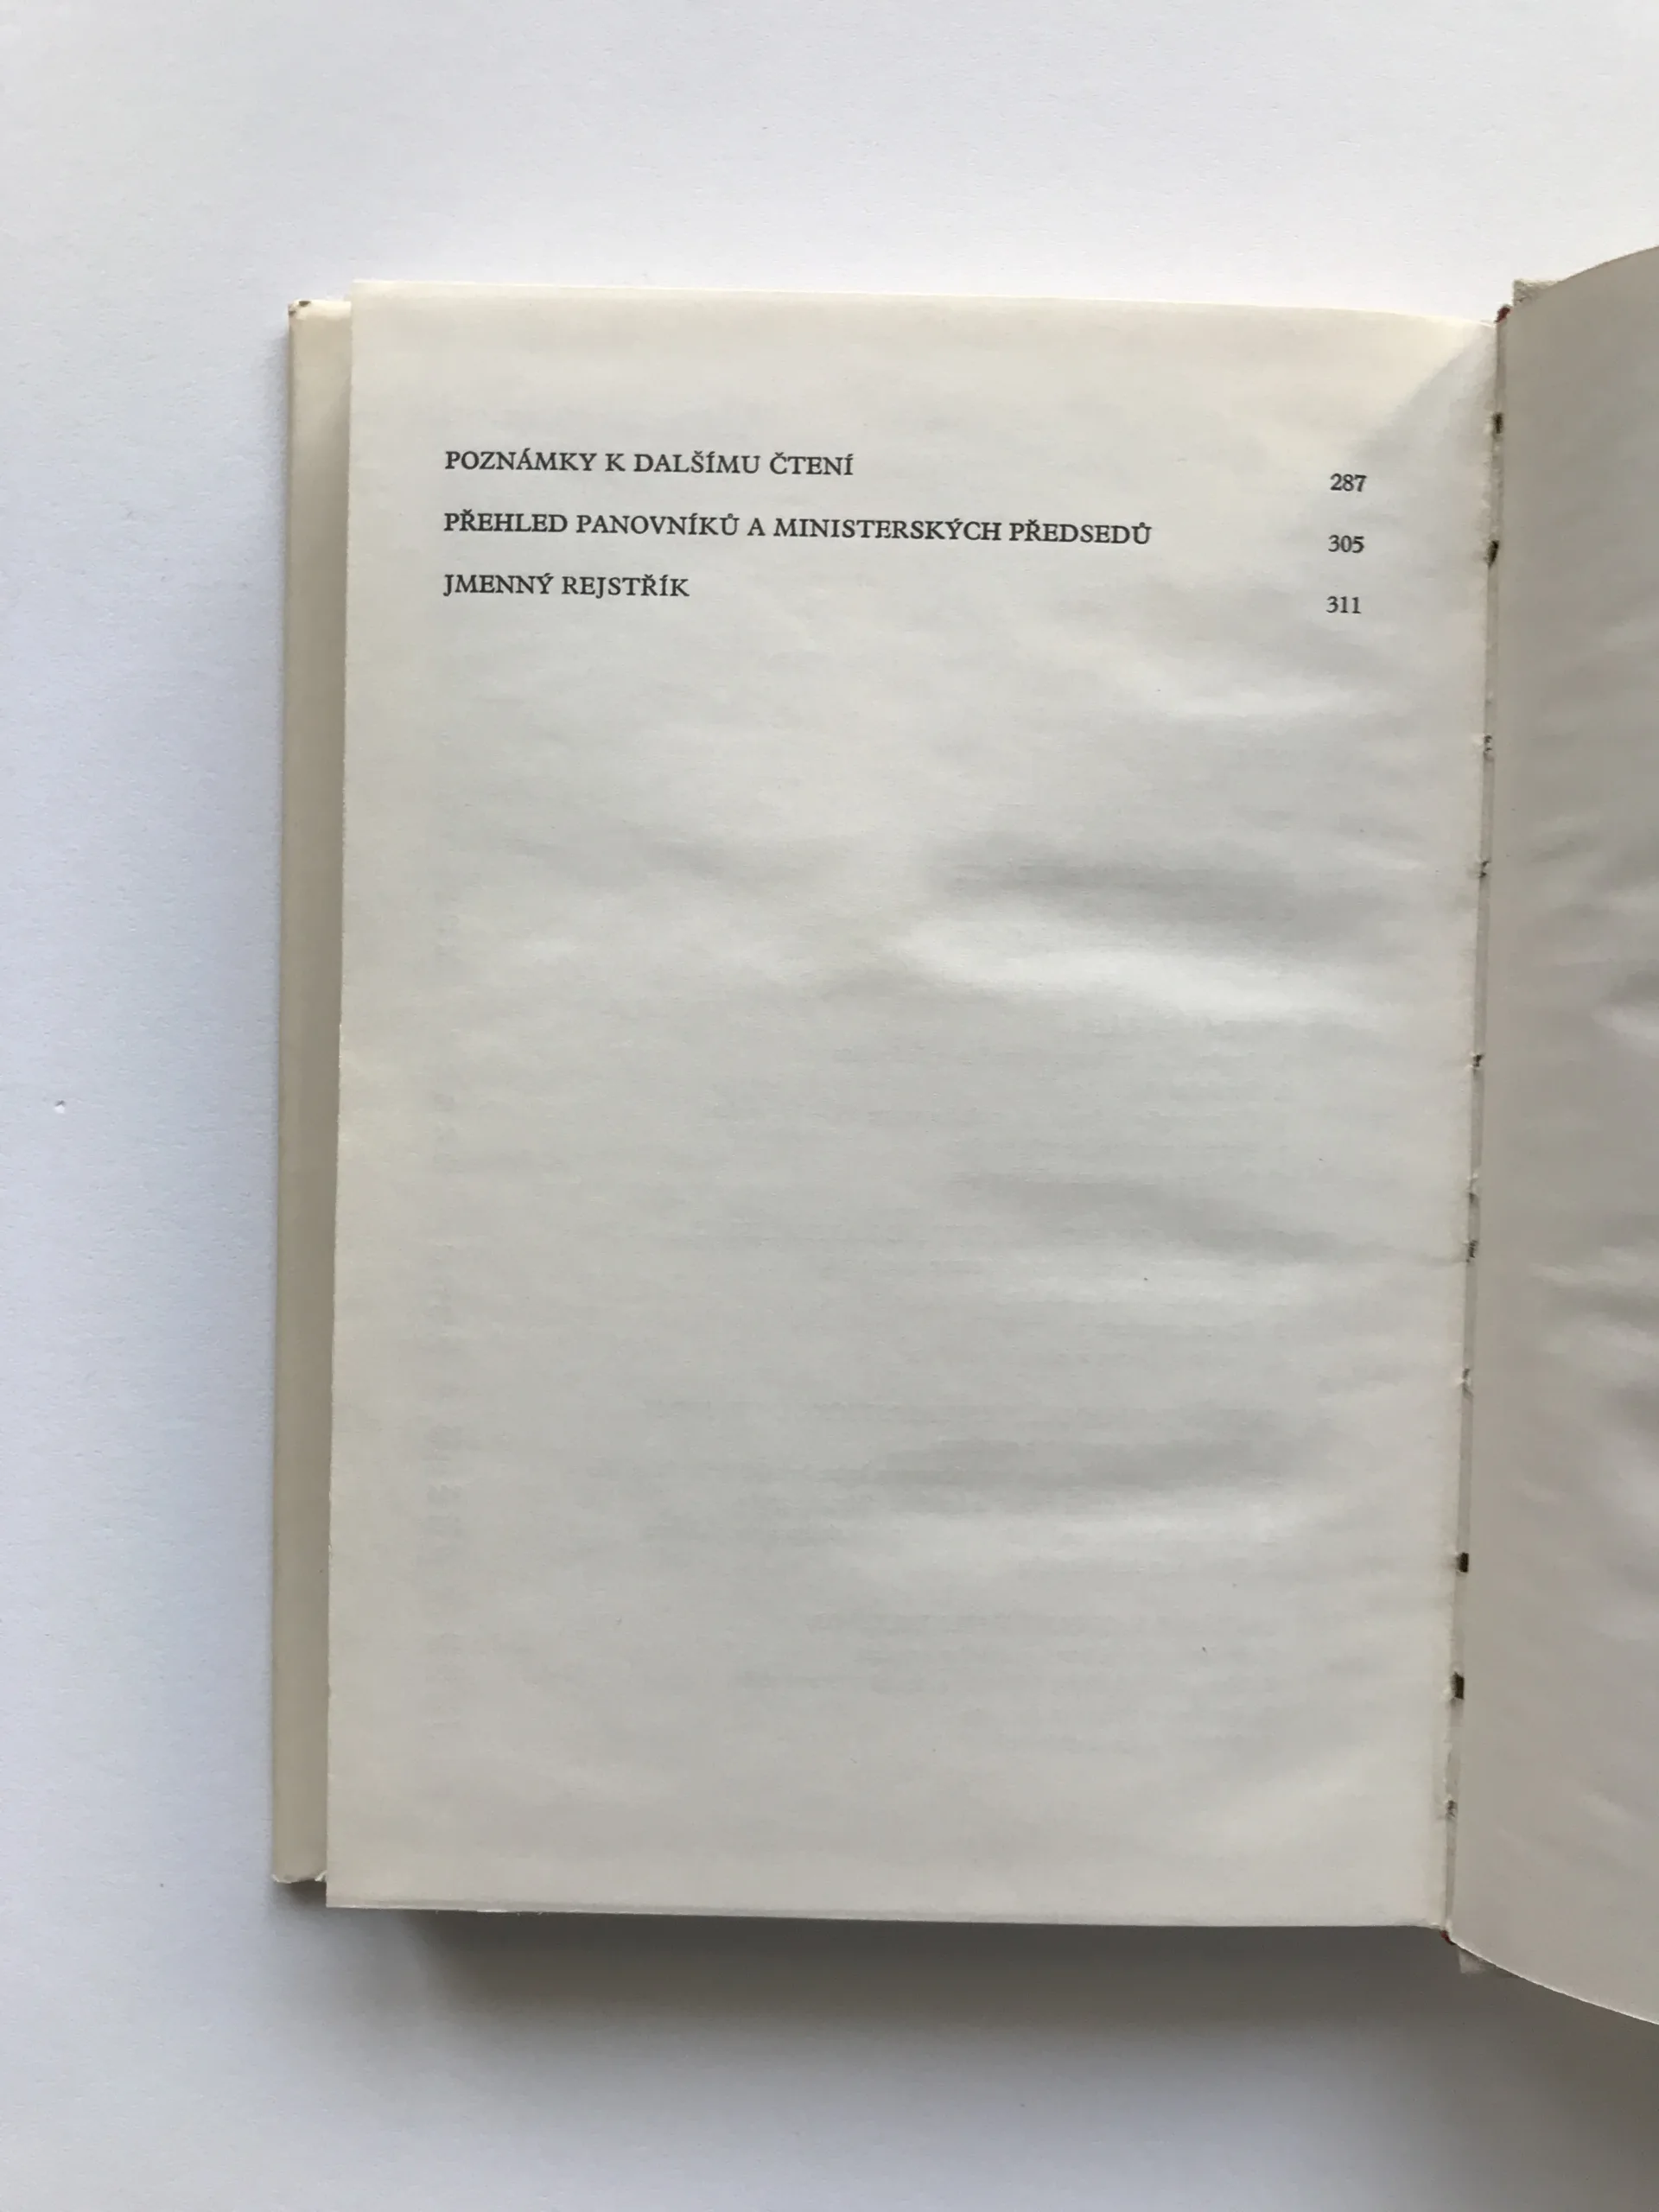 POZNÁMKY K DALŠÍMU ČTENÍ 287
PŘEHLED PANOVNÍKŮ A MINISTERSKÝCH PŘEDSEDŮ 305
JMENNÝ REJSTŘÍK 311